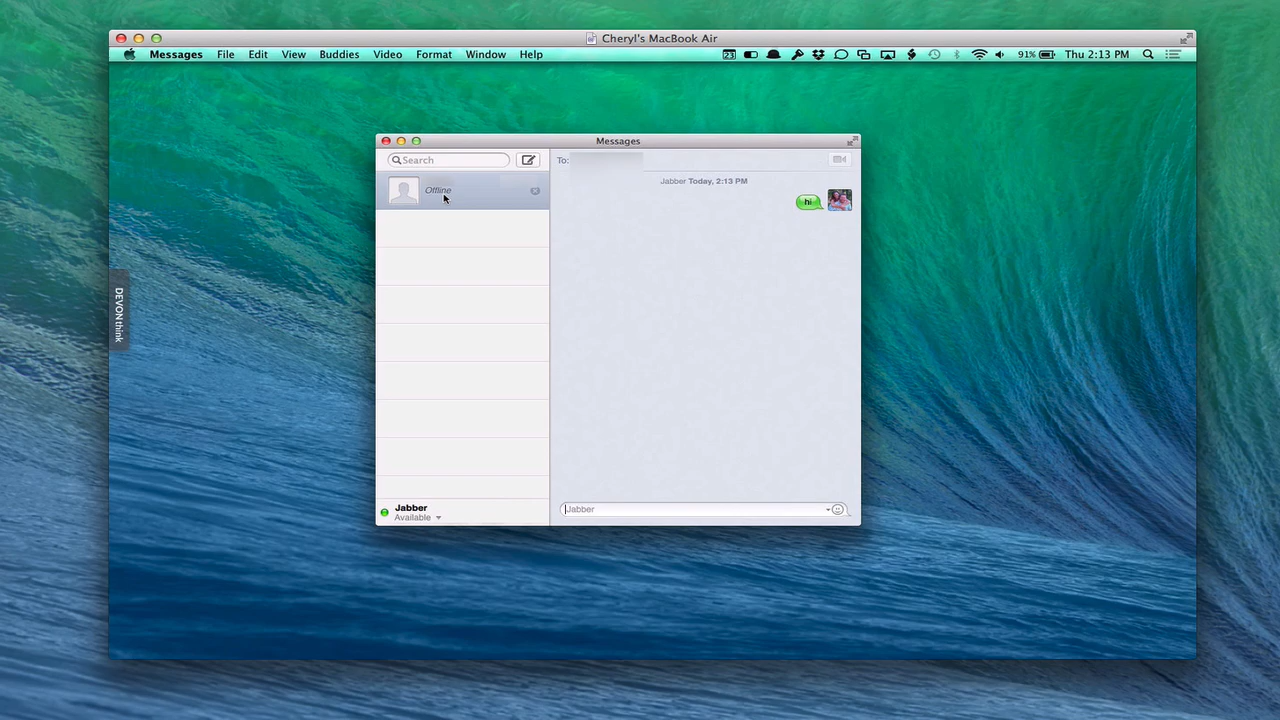 Cheryl's MacBook Air
Messages File Edit View Buddies Video Format Window Help
23 91% Thu 2:13 PM
Messages
Search
To:
Offline
Jabber Today, 2:13 PM
hi
DEVONthink
Jabber
Available
Jabber